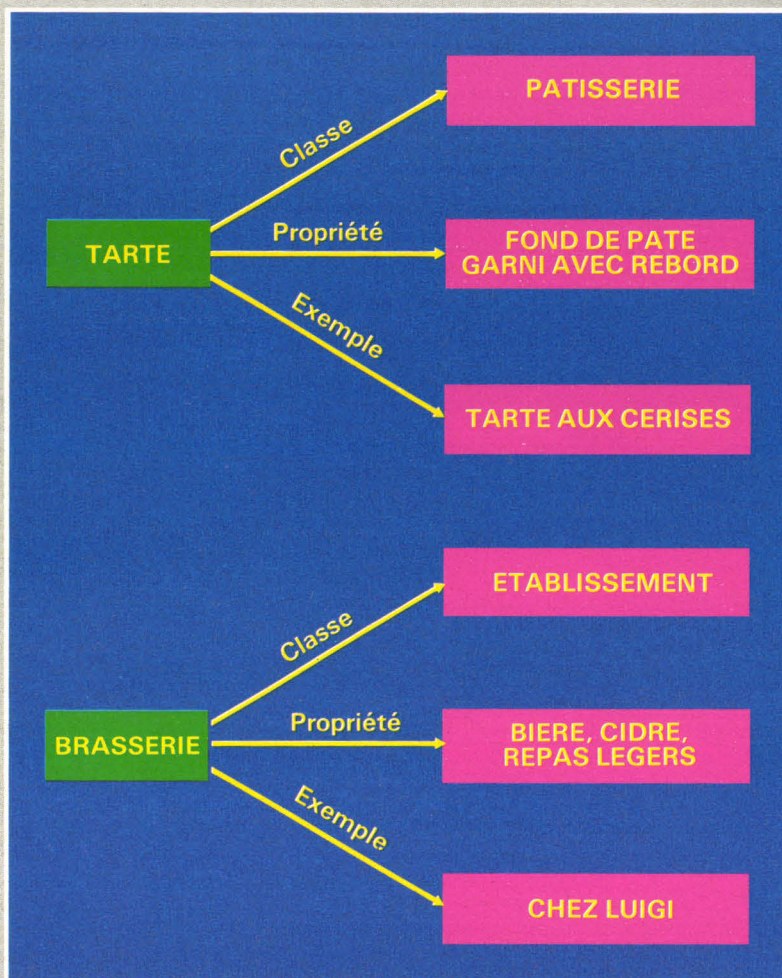 PATISSERIE
Classe
TARTE
Propriété
FOND DE PATE
GARNI AVEC REBORD
Exemple
TARTE AUX CERISES
ETABLISSEMENT
Classe
BRASSERIE
Propriété
BIERE, CIDRE,
REPAS LEGERS
Exemple
CHEZ LUIGI